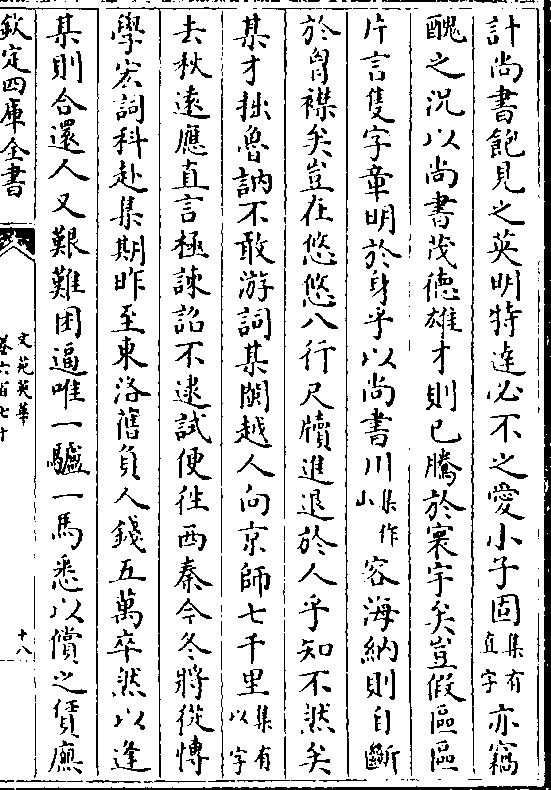 計尚書飽見之英明特達必不之愛小子固集有直字亦竊
醜之況以尚書茂德雄才則已騰於寰宇矣豈假區區
片言隻字章明於身乎以尚書川集作山容海納則自斷
於胷襟矣豈在悠悠八行尺牘進退於人乎知不然矣
某才拙魯訥不敢游詞某閩越人向京師七千里集有以字
去秋遠應直言極諫詔不逮試便徃西秦今冬將從慱
學宏詞科赴集期昨至東洛舊負人錢五萬卒然以逢
某則合還人又艱難困逼唯一驢一馬悉以償之賃廡
欽定四庫全書
文苑英華
卷六百七十
十八